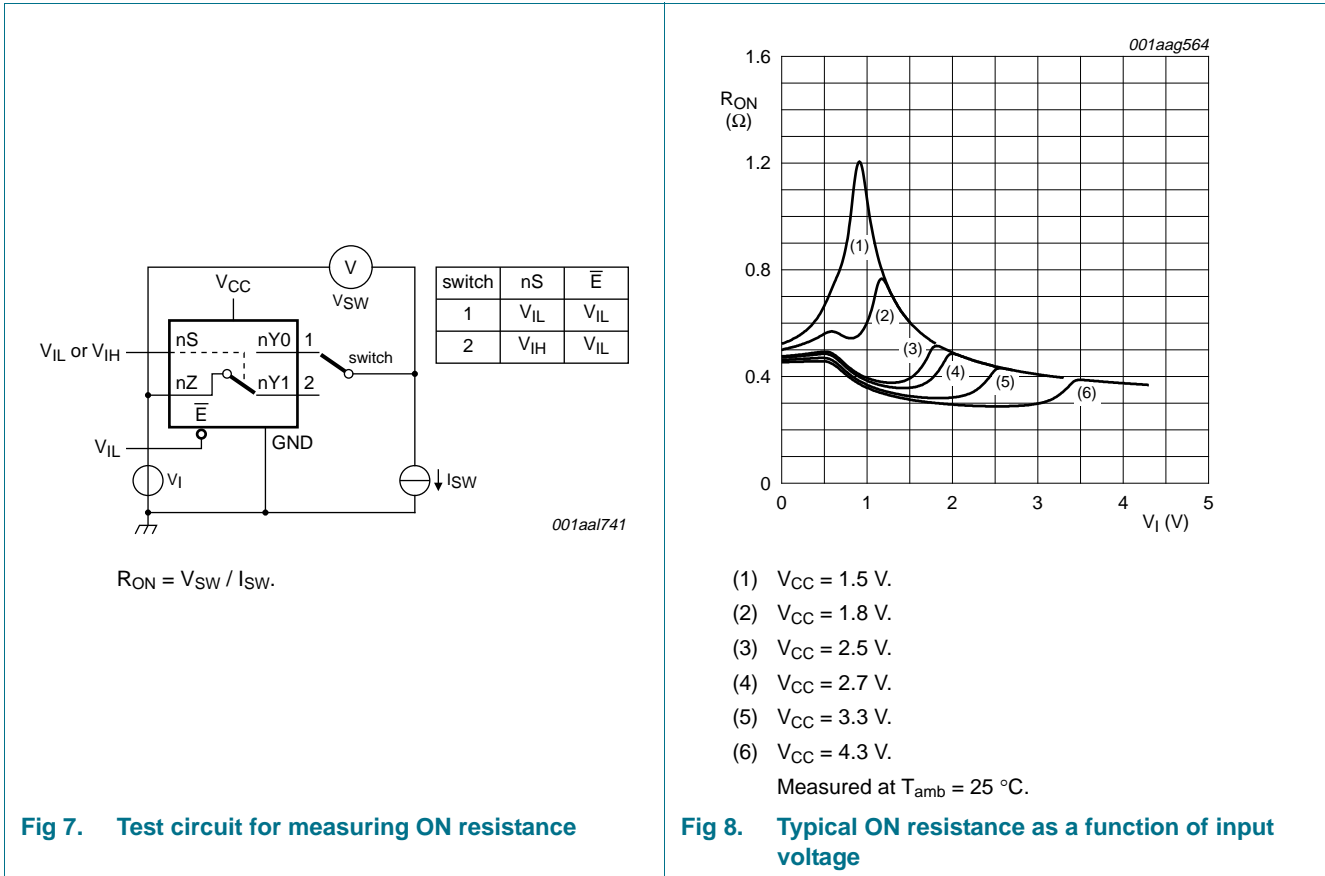 V
VSW
VCC
switch nS E
1 VIL VIL
2 VIH VIL
VIL or VIH
nS nY0 1
switch
nZ nY1 2
E
VIL
GND
VI
ISW
001aal741
RON = VSW / ISW.
Fig 7. Test circuit for measuring ON resistance
001aag564
1.6
RON
(Ω)
1.2
(1)
0.8
(2)
(3)
(4)
0.4
(5)
(6)
0
0 1 2 3 4 5
VI (V)
(1) VCC = 1.5 V.
(2) VCC = 1.8 V.
(3) VCC = 2.5 V.
(4) VCC = 2.7 V.
(5) VCC = 3.3 V.
(6) VCC = 4.3 V.
Measured at Tamb = 25 °C.
Fig 8. Typical ON resistance as a function of input
voltage